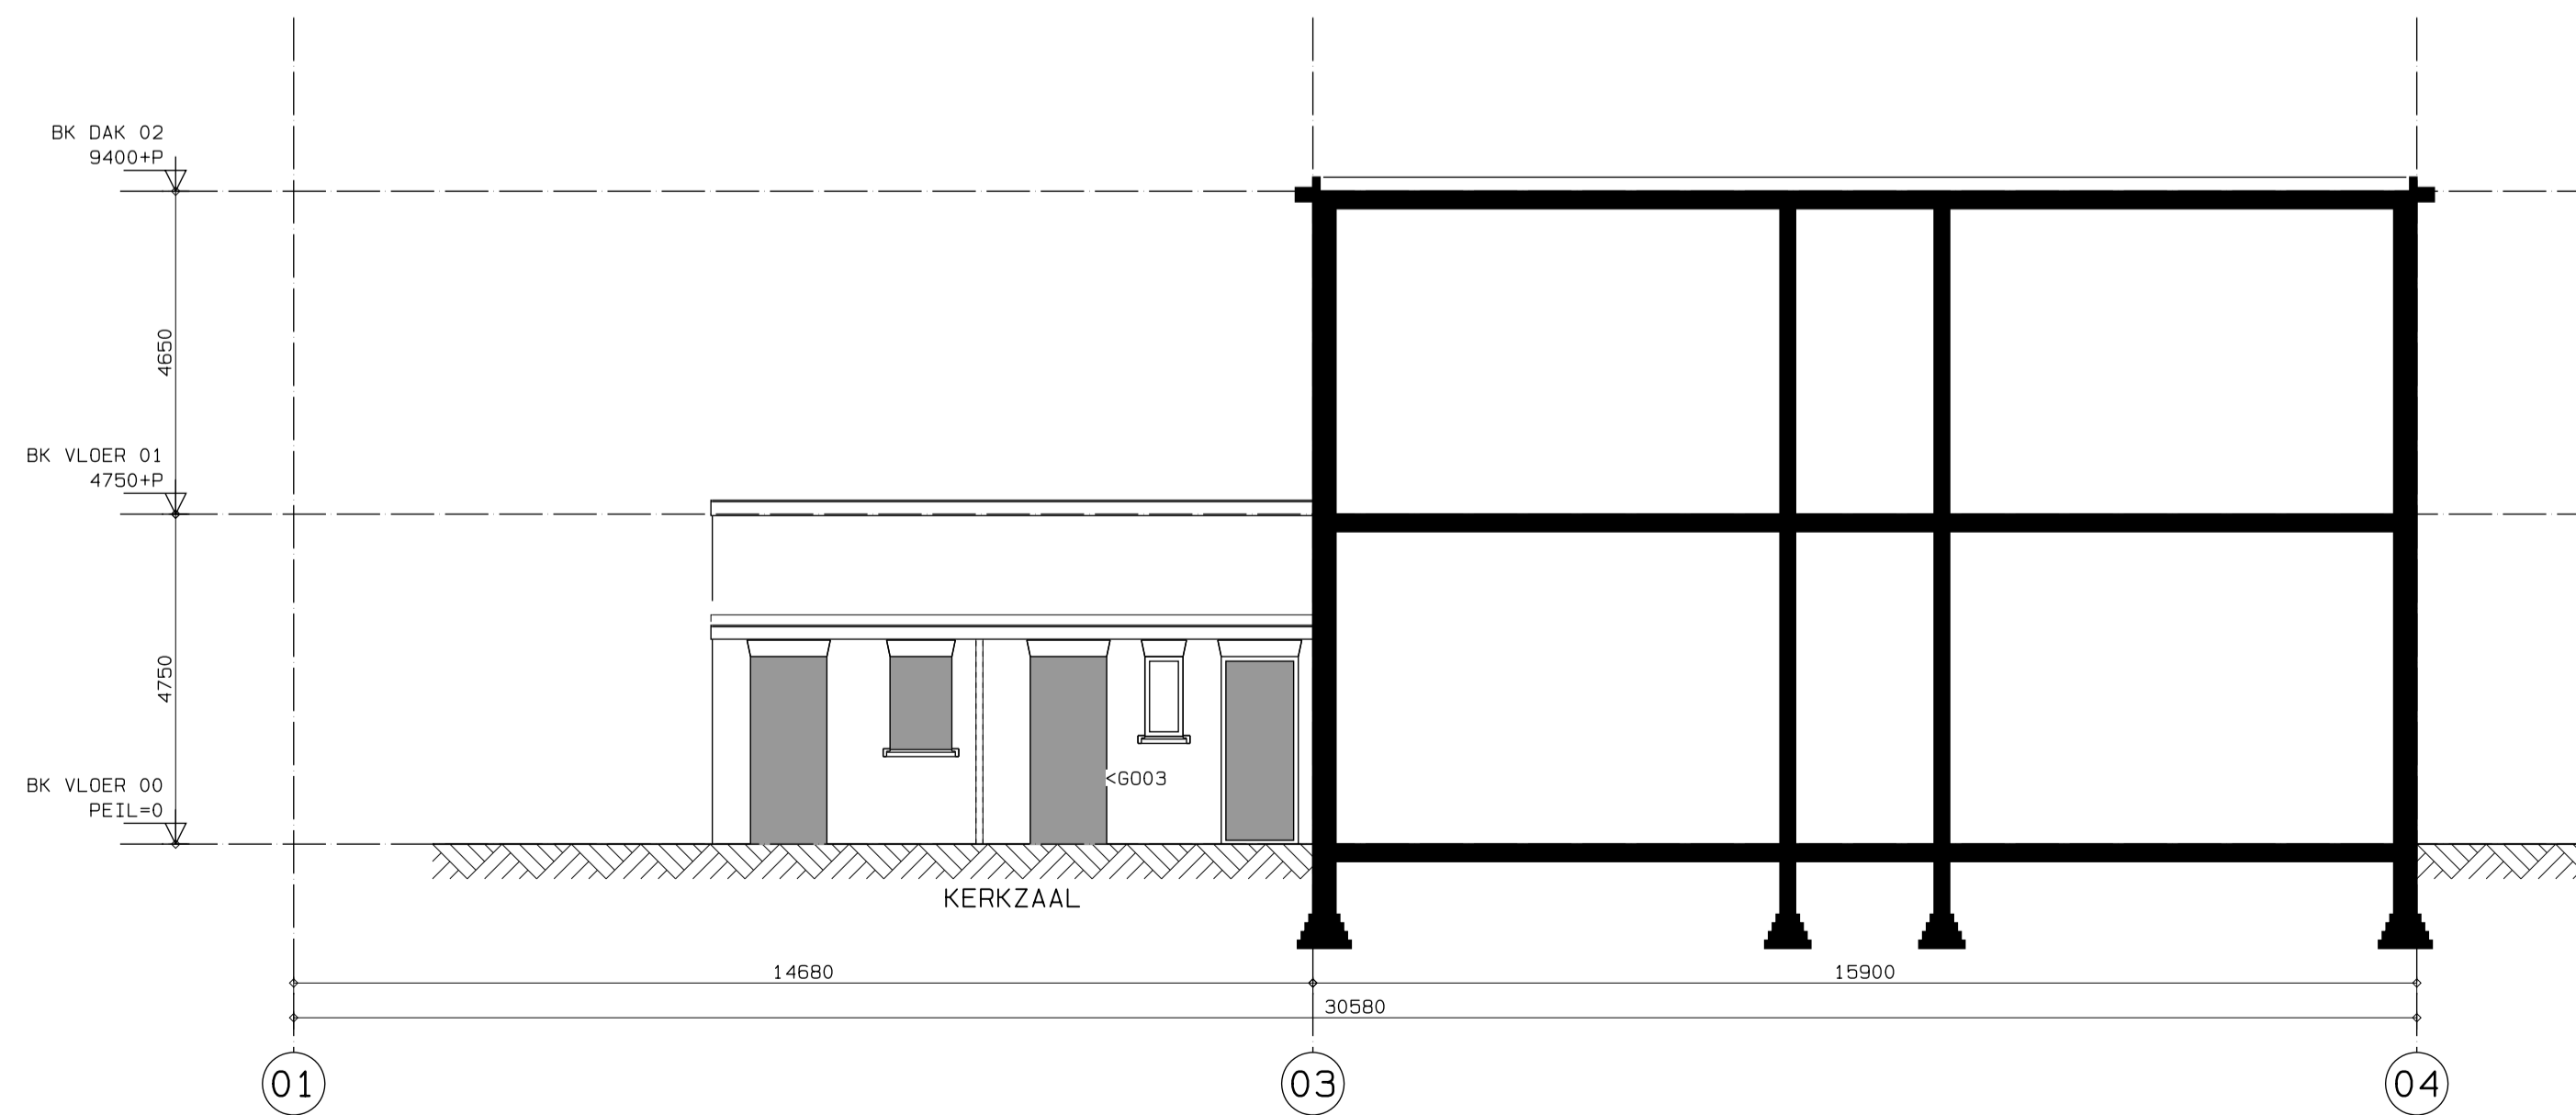 BK DAK 02
9400+P
4650
BK VLOER 01
4750+P
4750
BK VLOER 00
PEIL=0
<GO03
KERKZAAL
14680
15900
30580
01
03
04